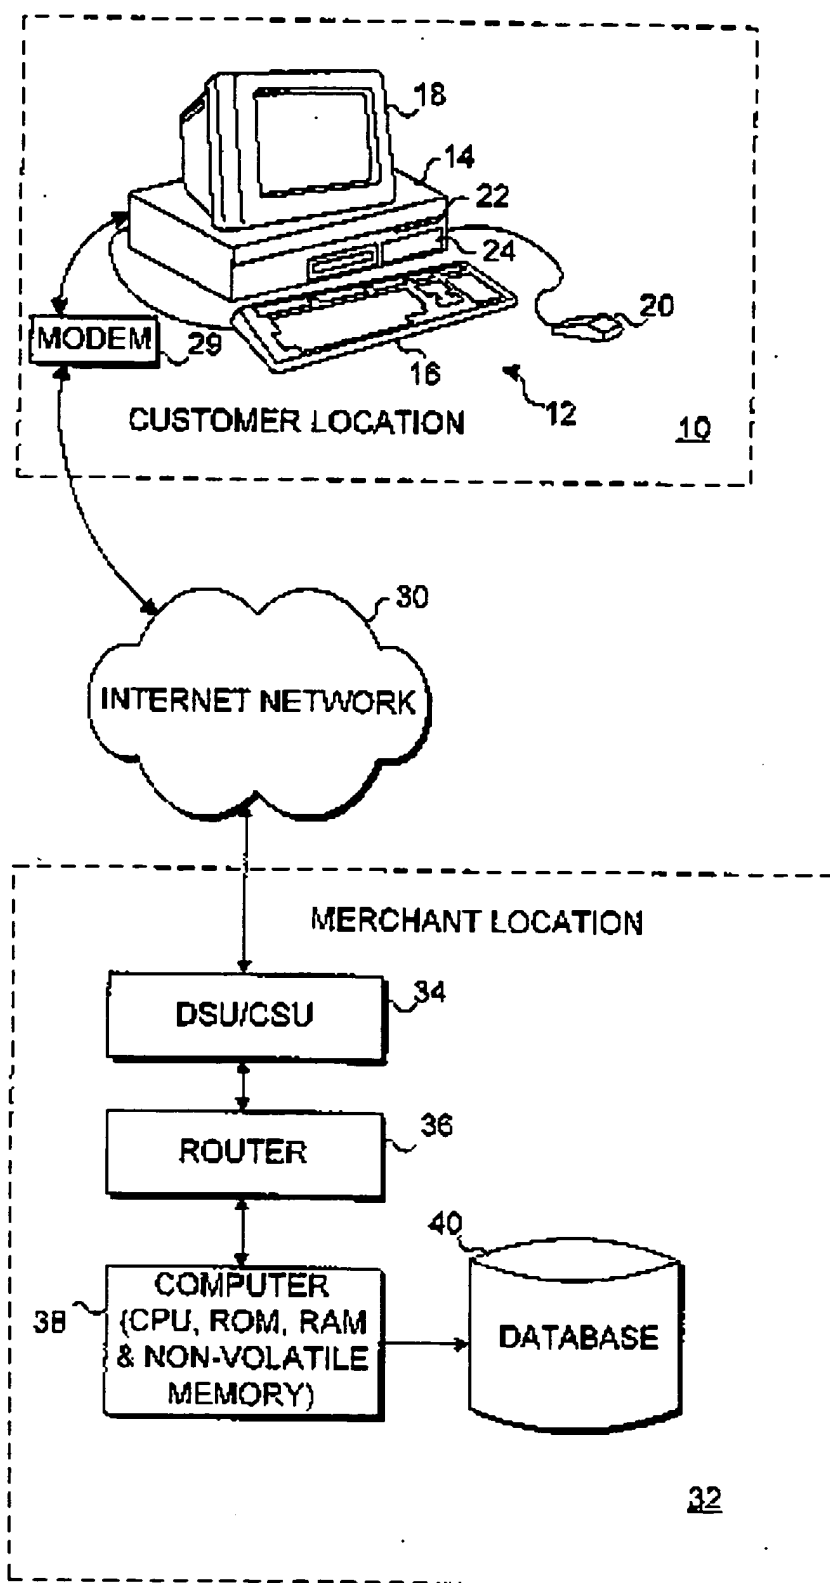 18
14
22
24
20
MODEM
29
16
12
CUSTOMER LOCATION
10
30
INTERNET NETWORK
MERCHANT LOCATION
DSU/CSU
34
ROUTER
36
40
COMPUTER
(CPU, ROM, RAM
& NON-VOLATILE
MEMORY)
38
DATABASE
32